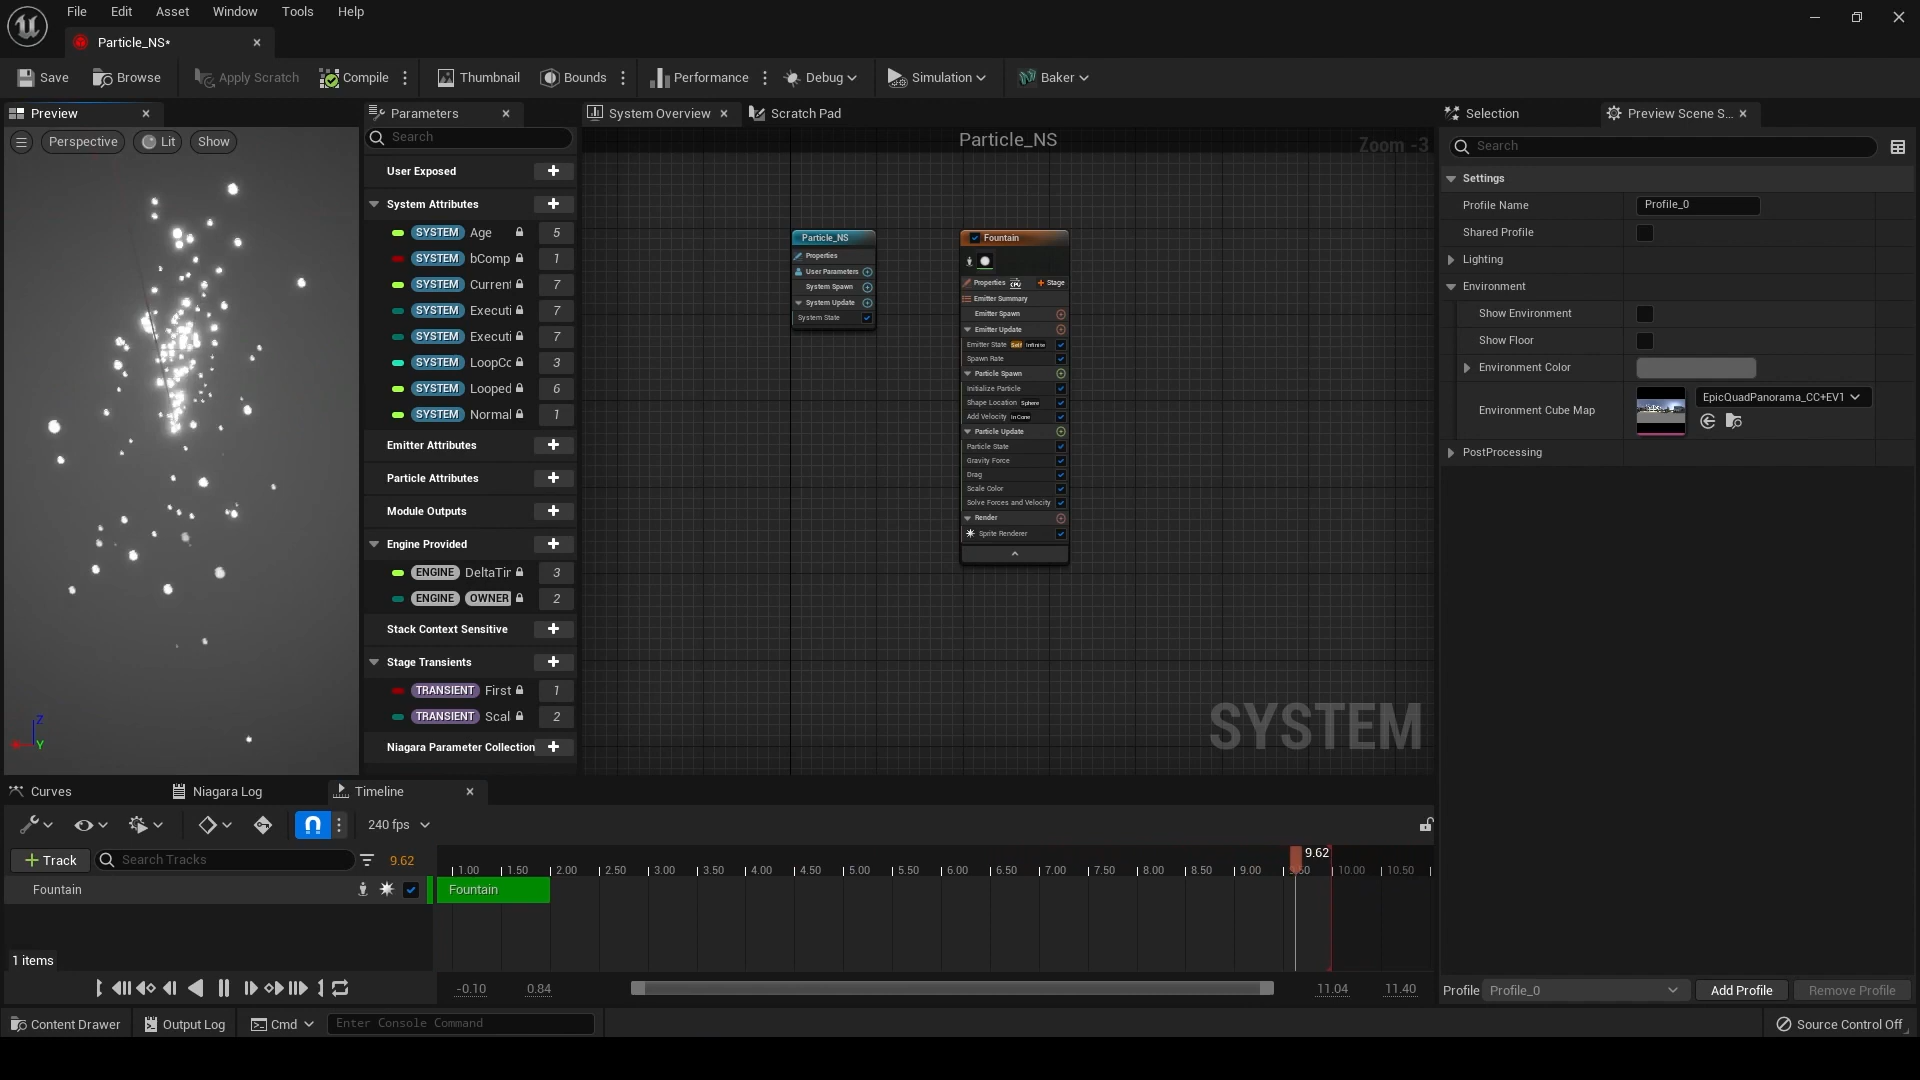 File Edit Asset Window Tools Help
Particle_NS*
Save Browse Apply Scratch Compile Thumbnail Bounds Performance Debug Simulation Baker
Preview
Perspective Lit Show
Z
Y
Parameters
Search
User Exposed
System Attributes
SYSTEM Age 5
SYSTEM bComp 1
SYSTEM Current 7
SYSTEM Executi 7
SYSTEM Executi 7
SYSTEM LoopCo 3
SYSTEM Looped 6
SYSTEM Normal 1
Emitter Attributes
Particle Attributes
Module Outputs
Engine Provided
ENGINE DeltaTir 3
ENGINE OWNER 2
Stack Context Sensitive
Stage Transients
TRANSIENT First 1
TRANSIENT Scal 2
Niagara Parameter Collection
System Overview Scratch Pad
Particle_NS
Zoom -3
Particle_NS
Properties
User Parameters
System Spawn
System Update
System State
Fountain
Properties CPU + Stage
Emitter Summary
Emitter Spawn
Emitter Update
Emitter State Self Infinite
Spawn Rate
Particle Spawn
Initialize Particle
Shape Location Sphere
Add Velocity In Cone
Particle Update
Particle State
Gravity Force
Drag
Scale Color
Solve Forces and Velocity
Render
Sprite Renderer
SYSTEM
Selection Preview Scene S...
Search
Settings
Profile Name Profile_0
Shared Profile
Lighting
Environment
Show Environment
Show Floor
Environment Color
Environment Cube Map EpicQuadPanorama_CC+EV1
PostProcessing
Profile Profile_0 Add Profile Remove Profile
Curves Niagara Log Timeline
240 fps
+ Track Search Tracks 9.62
9.62
1.00 1.50 2.00 2.50 3.00 3.50 4.00 4.50 5.00 5.50 6.00 6.50 7.00 7.50 8.00 8.50 9.00 9.50 10.00 10.50
Fountain
Fountain
1 items
-0.10 0.84 11.04 11.40
Content Drawer Output Log Cmd Enter Console Command Source Control Off